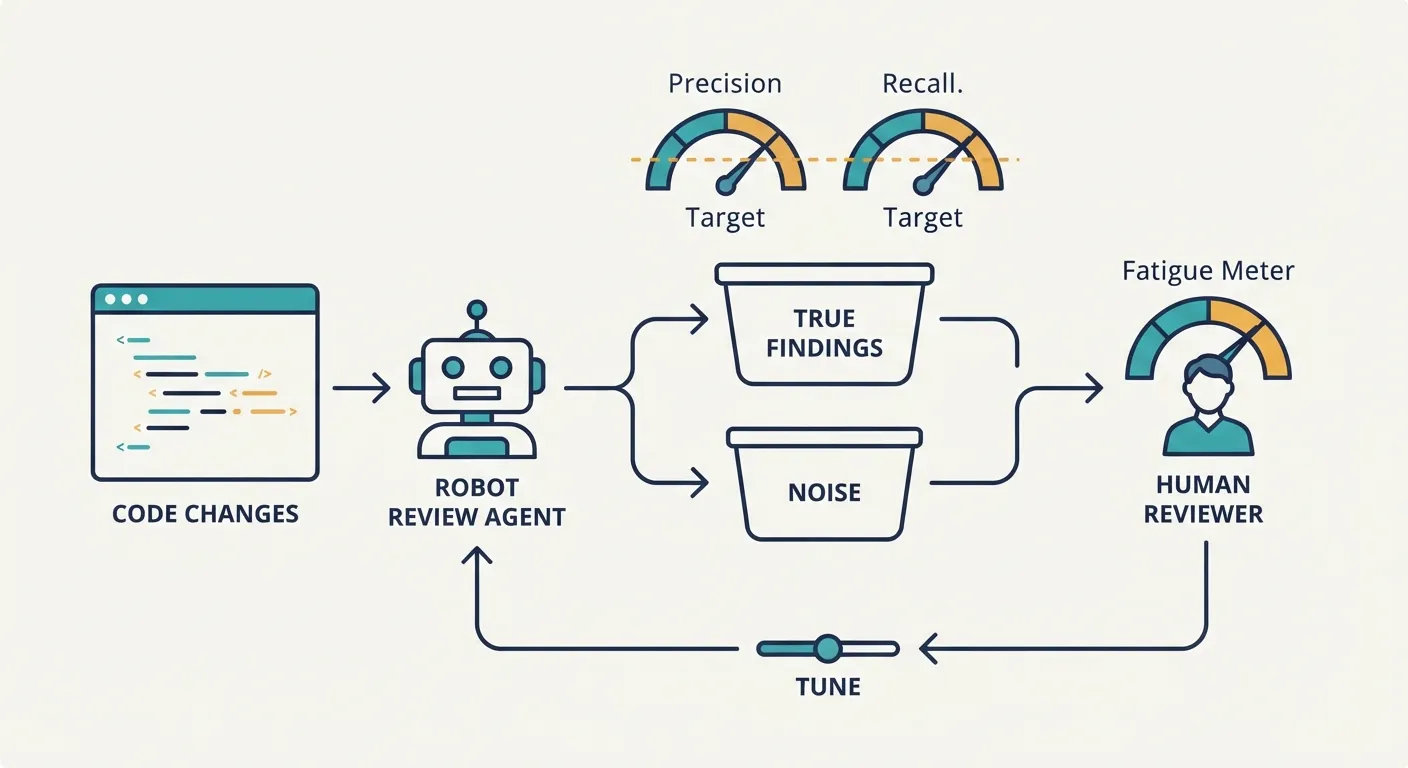 Precision
Recall.
Target
Target
Fatigue Meter
TRUE
FINDINGS
NOISE
CODE CHANGES
ROBOT
REVIEW AGENT
HUMAN
REVIEWER
TUNE